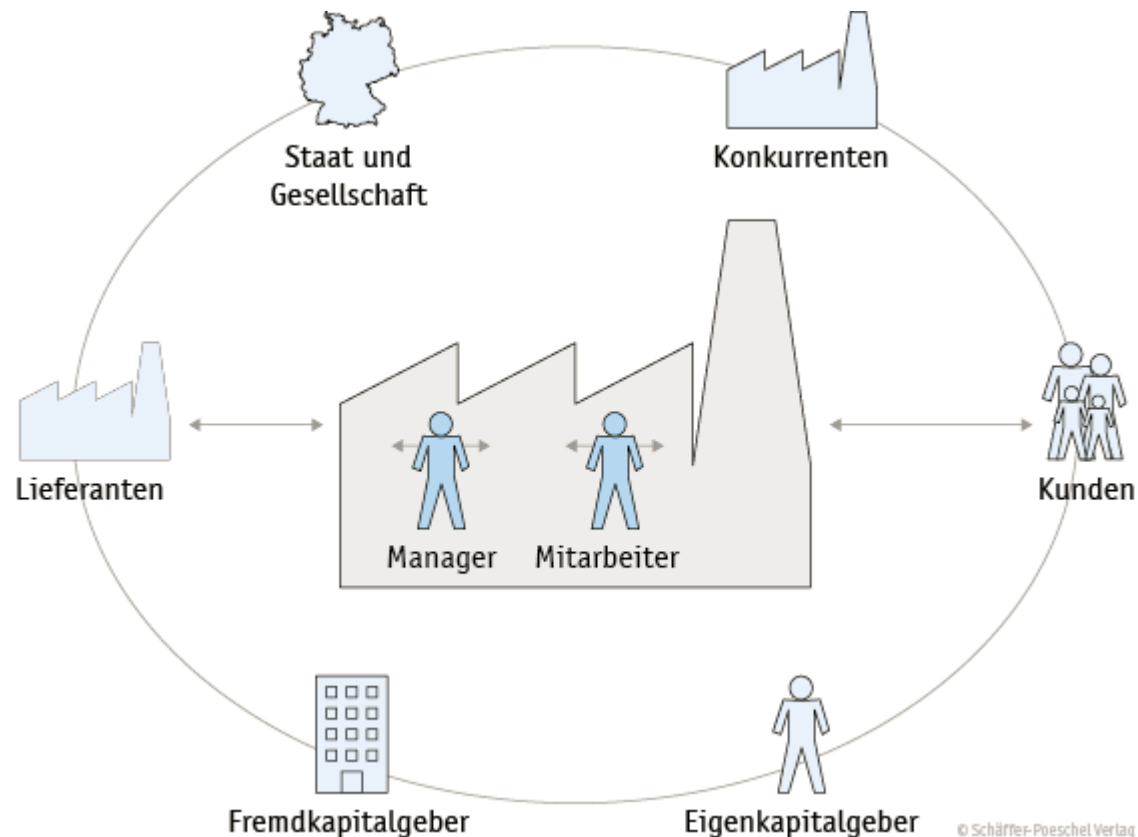 Staat und
Gesellschaft
Konkurrenten
Lieferanten
Kunden
Manager
Mitarbeiter
Fremdkapitalgeber
Eigenkapitalgeber
© Schäffer-Poeschel Verlag